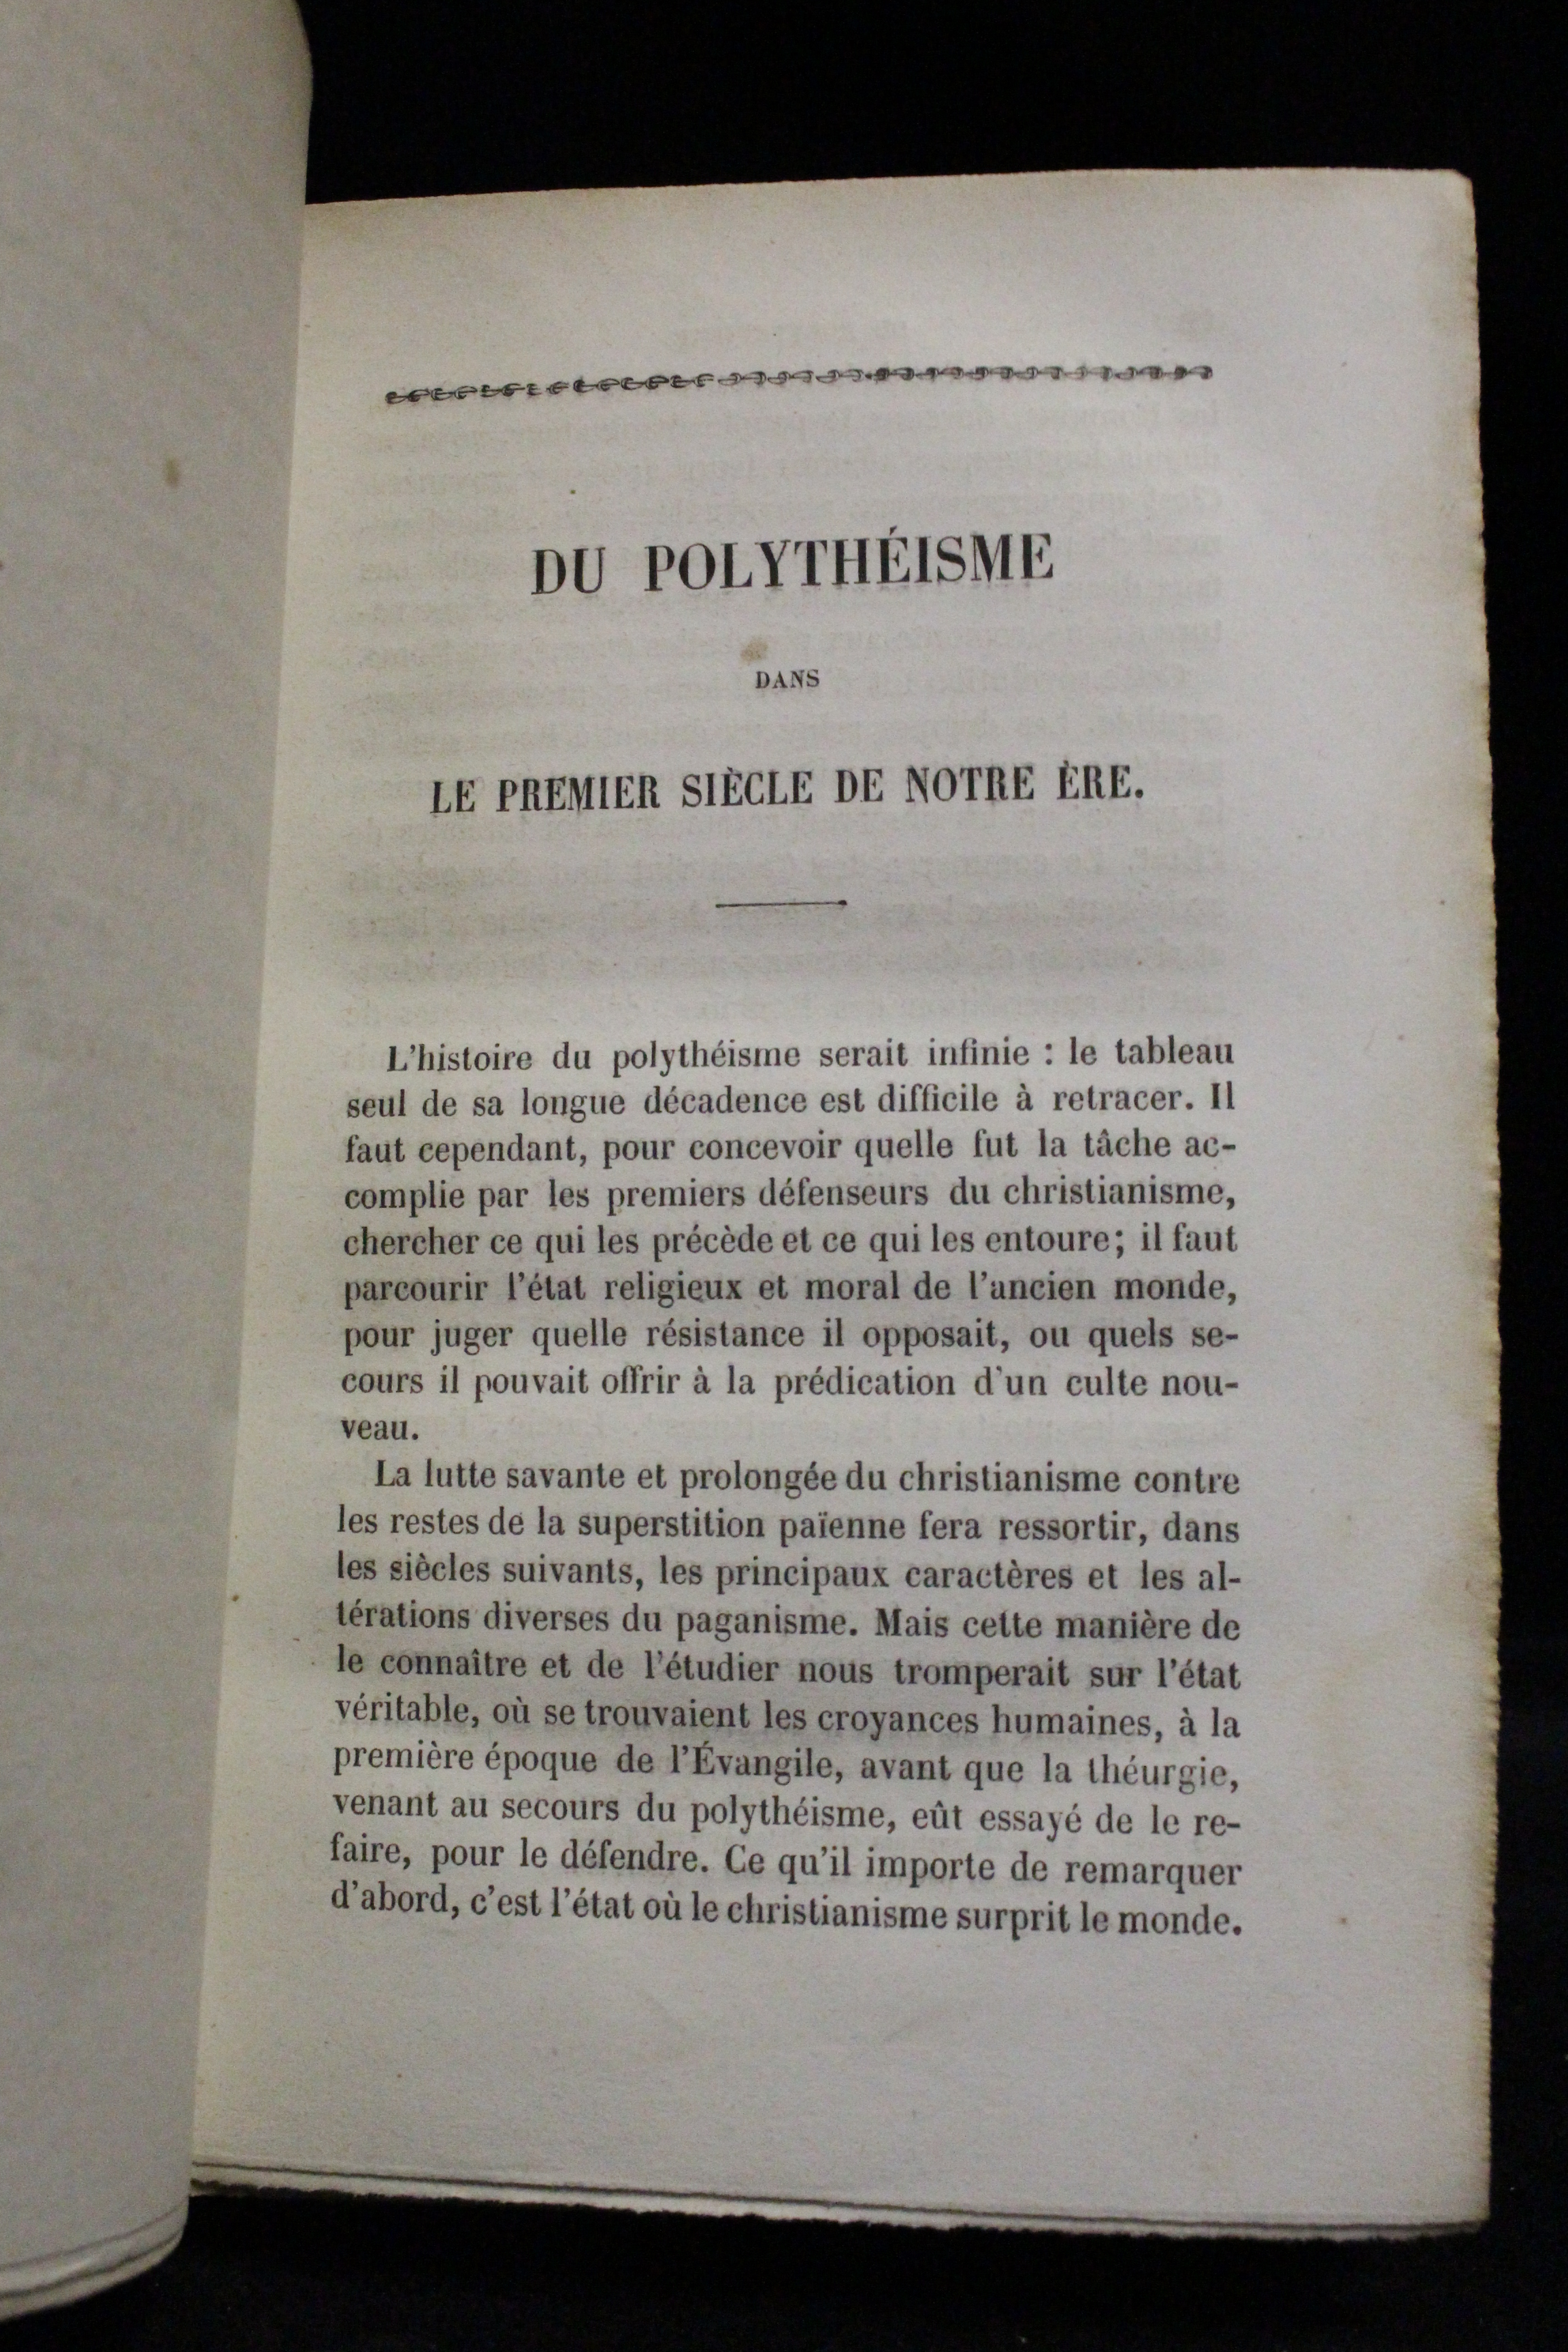 DU POLYTHÉISME
DANS
LE PREMIER SIÈCLE DE NOTRE ÈRE.
L'histoire du polythéisme serait infinie : le tableau
seul de sa longue décadence est difficile à retracer. Il
faut cependant, pour concevoir quelle fut la tâche ac-
complie par les premiers défenseurs du christianisme,
chercher ce qui les précède et ce qui les entoure; il faut
parcourir l'état religieux et moral de l'ancien monde,
pour juger quelle résistance il opposait, ou quels se-
cours il pouvait offrir à la prédication d'un culte nou-
veau.
La lutte savante et prolongée du christianisme contre
les restes de la superstition païenne fera ressortir, dans
les siècles suivants, les principaux caractères et les al-
térations diverses du paganisme. Mais cette manière de
le connaître et de l'étudier nous tromperait sur l'état
véritable, où se trouvaient les croyances humaines, à la
première époque de l'Évangile, avant que la théurgie,
venant au secours du polythéisme, eût essayé de le re-
faire, pour le défendre. Ce qu'il importe de remarquer
d'abord, c'est l'état où le christianisme surprit le monde.